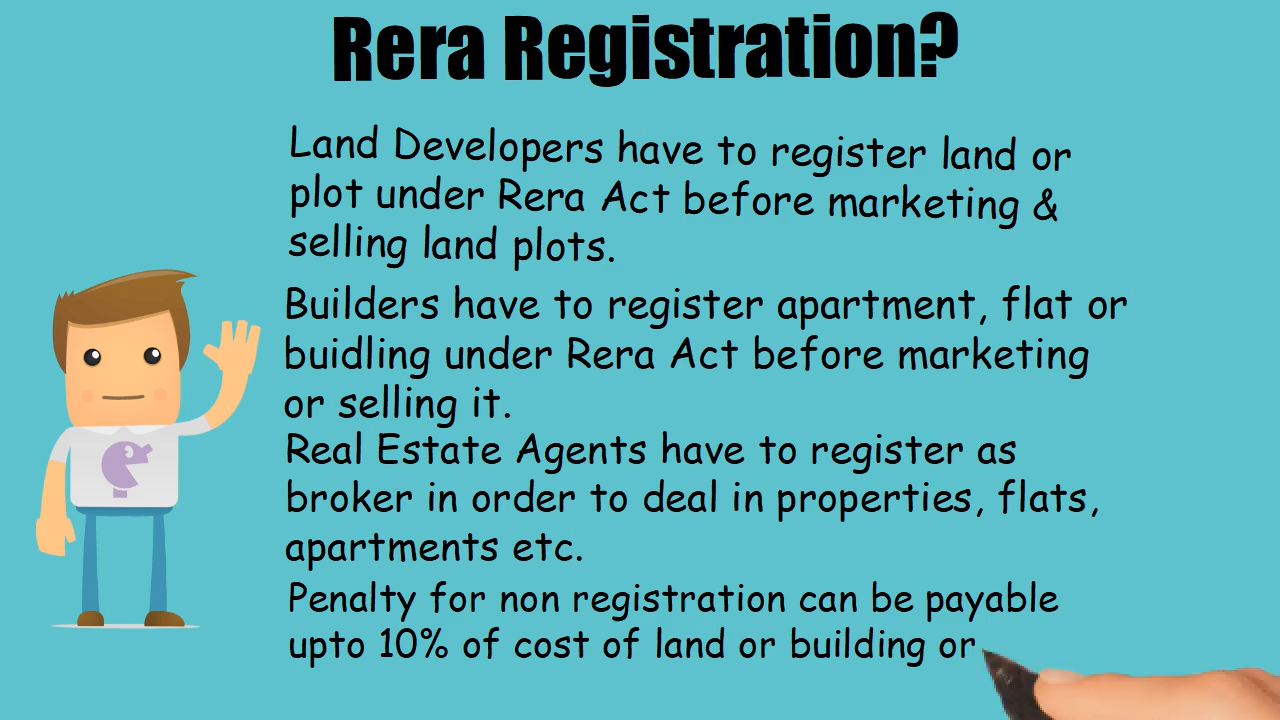 Rera Registration?
Land Developers have to register land or
plot under Rera Act before marketing &
selling land plots.
Builders have to register apartment, flat or
buidling under Rera Act before marketing
or selling it.
Real Estate Agents have to register as
broker in order to deal in properties, flats,
apartments etc.
Penalty for non registration can be payable
upto 10% of cost of land or building or